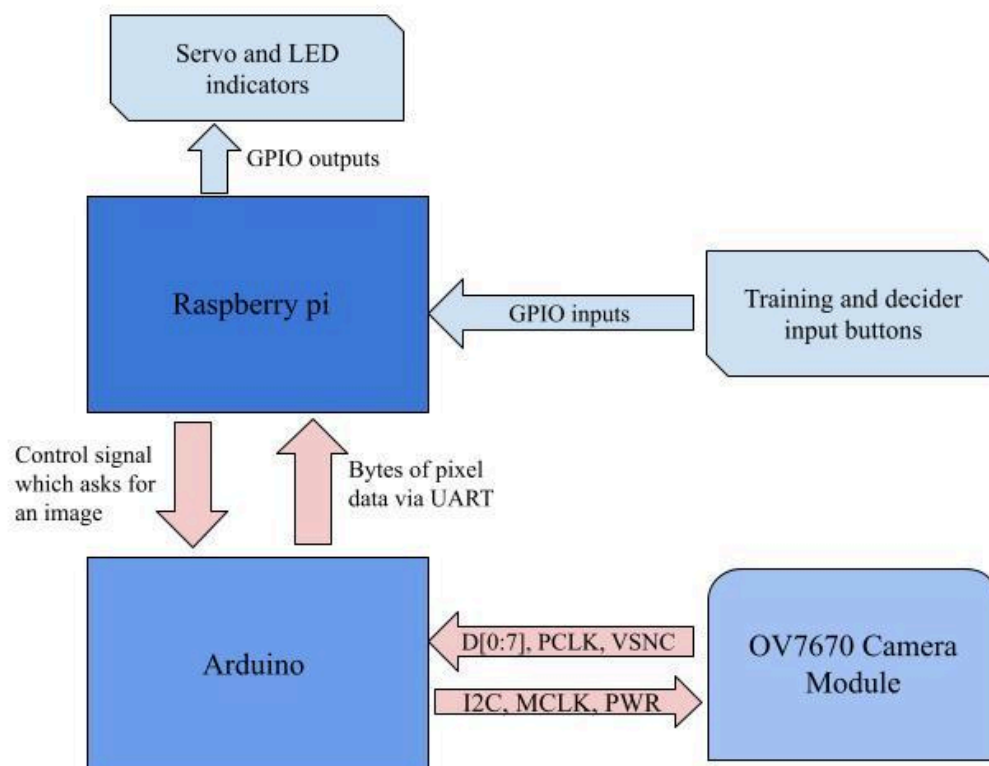 Servo and LED
indicators
GPIO outputs
Raspberry pi
GPIO inputs
Training and decider
input buttons
Control signal
which asks for
an image
Bytes of pixel
data via UART
Arduino
D[0:7], PCLK, VSNC
I2C, MCLK, PWR
OV7670 Camera
Module